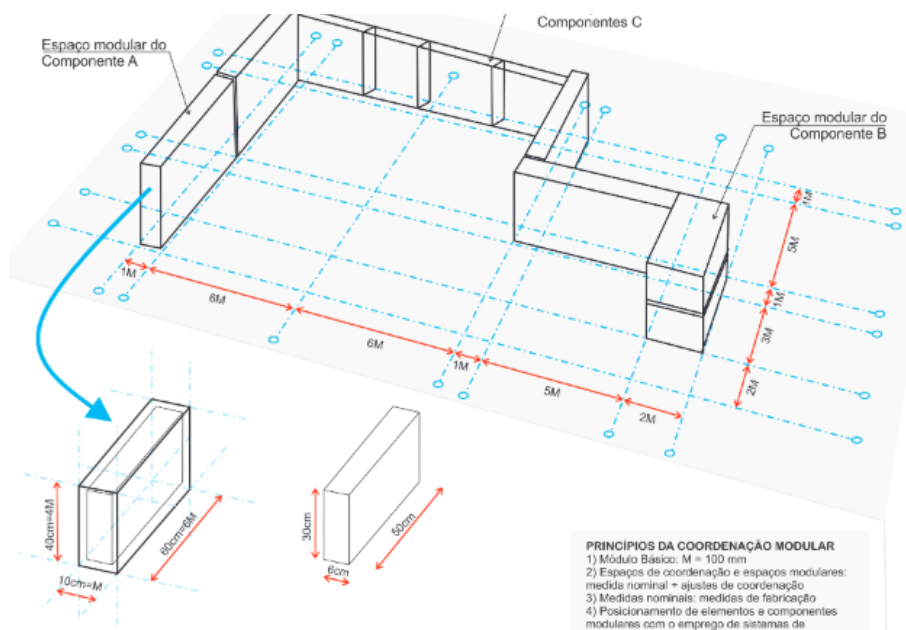 Componentes C
Espaço modular do
Componente A
Espaço modular do
Componente B
1M
5M
1M
3M
2M
1M
6M
6M
1M
5M
2M
40cm=4M
60cm=6M
10cm=M
30cm
50cm
6cm
PRINCÍPIOS DA COORDENAÇÃO MODULAR
1) Módulo Básico: M = 100 mm
2) Espaços de coordenação e espaços modulares:
medida nominal + ajustes de coordenação
3) Medidas nominais: medidas de fabricação
4) Posicionamento de elementos e componentes
modulares com o emprego de sistemas de